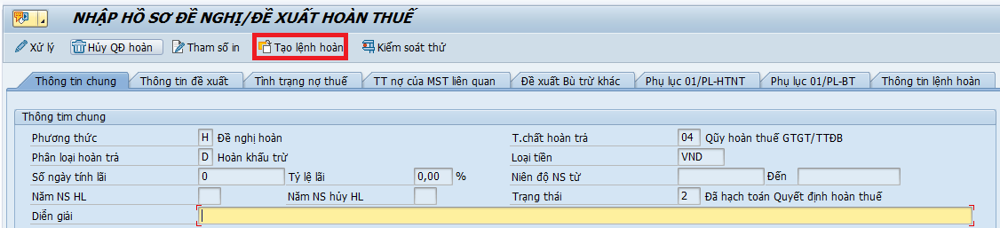 NHẬP HỒ SƠ ĐỀ NGHỊ/ĐỀ XUẤT HOÀN THUẾ
Xử lý Hủy QĐ hoàn Tham số in Tạo lệnh hoàn Kiểm soát thử
Thông tin chung Thông tin đề xuất Tình trạng nợ thuế TT nợ của MST liên quan Đề xuất Bù trừ khác Phụ lục 01/PL-HTNT Phụ lục 01/PL-BT Thông tin lệnh hoàn
Thông tim chung
Phương thức H Đề nghị hoàn T.chất hoàn trả 04 Qũy hoàn thuế GTGT/TTĐB
Phân loại hoàn trả D Hoàn khấu trừ Loại tiền VND
Số ngày tính lãi 0 Tỷ lệ lãi 0,00 % Niên độ NS từ Đến
Năm NS HL Năm NS hủy HL Trạng thái 2 Đã hạch toán Quyết định hoàn thuế
Diễn giải